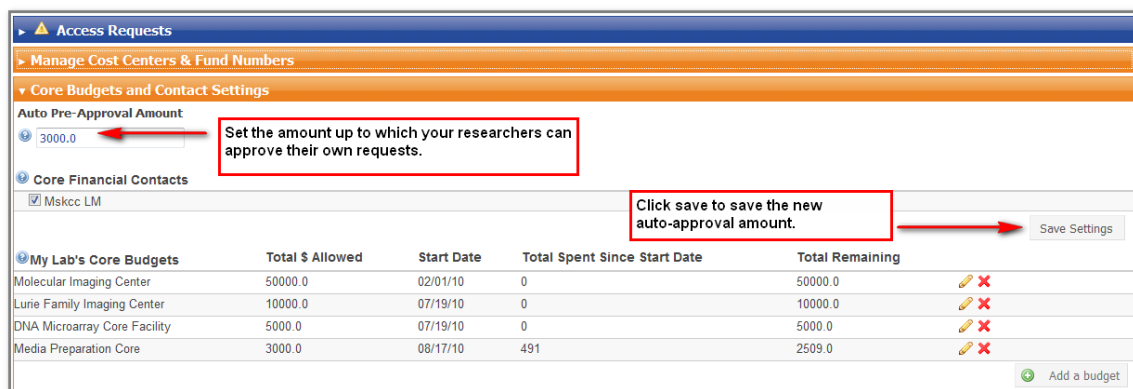 Access Requests
Manage Cost Centers & Fund Numbers
Core Budgets and Contact Settings
Auto Pre-Approval Amount
3000.0
Set the amount up to which your researchers can
approve their own requests.
Core Financial Contacts
Mskcc LM
Click save to save the new
auto-approval amount.
Save Settings
My Lab's Core Budgets Total $ Allowed Start Date Total Spent Since Start Date Total Remaining
Molecular Imaging Center 50000.0 02/01/10 0 50000.0
Lurie Family Imaging Center 10000.0 07/19/10 0 10000.0
DNA Microarray Core Facility 5000.0 07/19/10 0 5000.0
Media Preparation Core 3000.0 08/17/10 491 2509.0
Add a budget